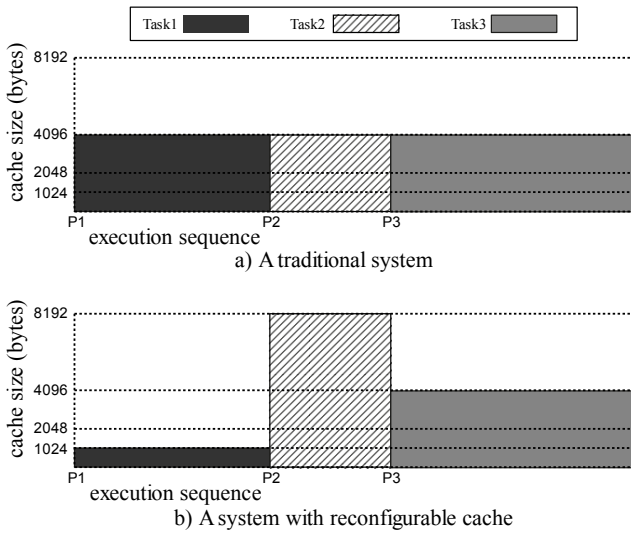 Task1 Task2 Task3
cache size (bytes)
8192
4096
2048
1024
P1 P2 P3
execution sequence
a) A traditional system
cache size (bytes)
8192
4096
2048
1024
P1 P2 P3
execution sequence
b) A system with reconfigurable cache